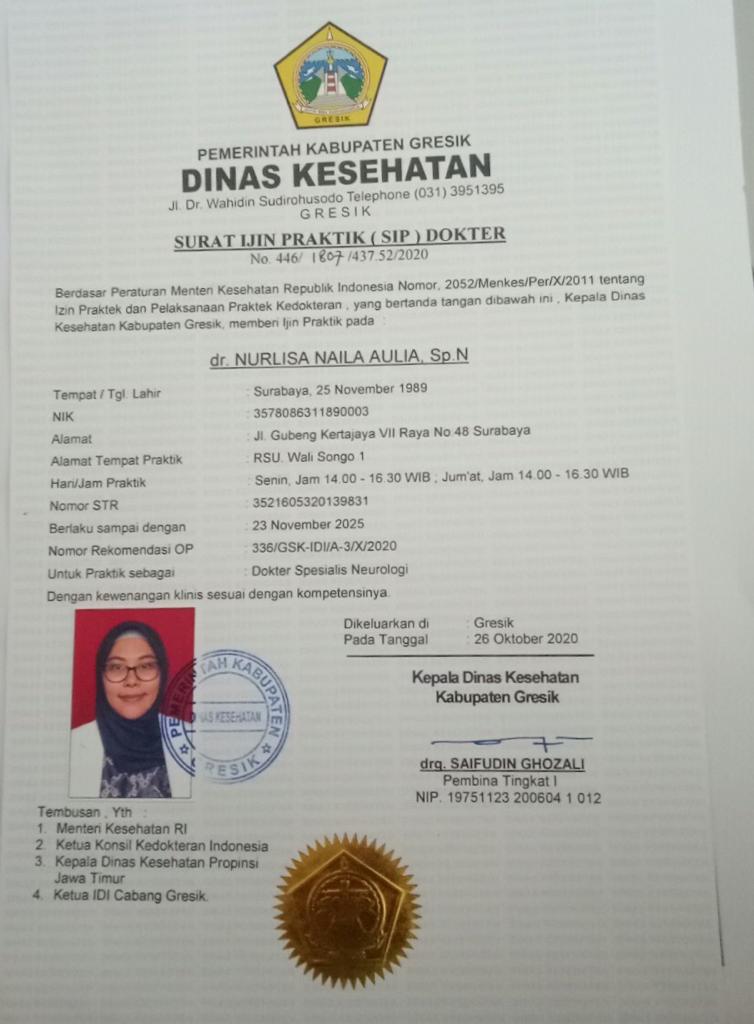 GRESIK
PEMERINTAH KABUPATEN GRESIK
DINAS KESEHATAN
Jl. Dr. Wahidin Sudirohusodo Telephone (031) 3951395
GRESIK
SURAT IJIN PRAKTIK ( SIP ) DOKTER
No. 446/ 1807 /437.52/2020
Berdasar Peraturan Menteri Kesehatan Republik Indonesia Nomor, 2052/Menkes/Per/X/2011 tentang
Izin Praktek dan Pelaksanaan Praktek Kedokteran , yang bertanda tangan dibawah ini , Kepala Dinas
Kesehatan Kabupaten Gresik, memberi Ijin Praktik pada :
dr. NURLISA NAILA AULIA, Sp.N
Tempat / Tgl. Lahir : Surabaya, 25 November 1989
NIK : 3578086311890003
Alamat : Jl. Gubeng Kertajaya VII Raya No.48 Surabaya
Alamat Tempat Praktik : RSU. Wali Songo 1
Hari/Jam Praktik : Senin, Jam 14.00 - 16.30 WIB ; Jum'at, Jam 14.00 - 16.30 WIB
Nomor STR : 3521605320139831
Berlaku sampai dengan : 23 November 2025
Nomor Rekomendasi OP : 336/GSK-IDI/A-3/X/2020
Untuk Praktik sebagai : Dokter Spesialis Neurologi
Dengan kewenangan klinis sesuai dengan kompetensinya.
Dikeluarkan di : Gresik
Pada Tanggal : 26 Oktober 2020
Kepala Dinas Kesehatan
Kabupaten Gresik
PEMERINTAH KABUPATEN
DINAS KESEHATAN
GRESIK
drg. SAIFUDIN GHOZALI
Pembina Tingkat I
NIP. 19751123 200604 1 012
Tembusan , Yth :
1. Menteri Kesehatan RI
2. Ketua Konsil Kedokteran Indonesia
3. Kepala Dinas Kesehatan Propinsi
Jawa Timur
4. Ketua IDI Cabang Gresik.